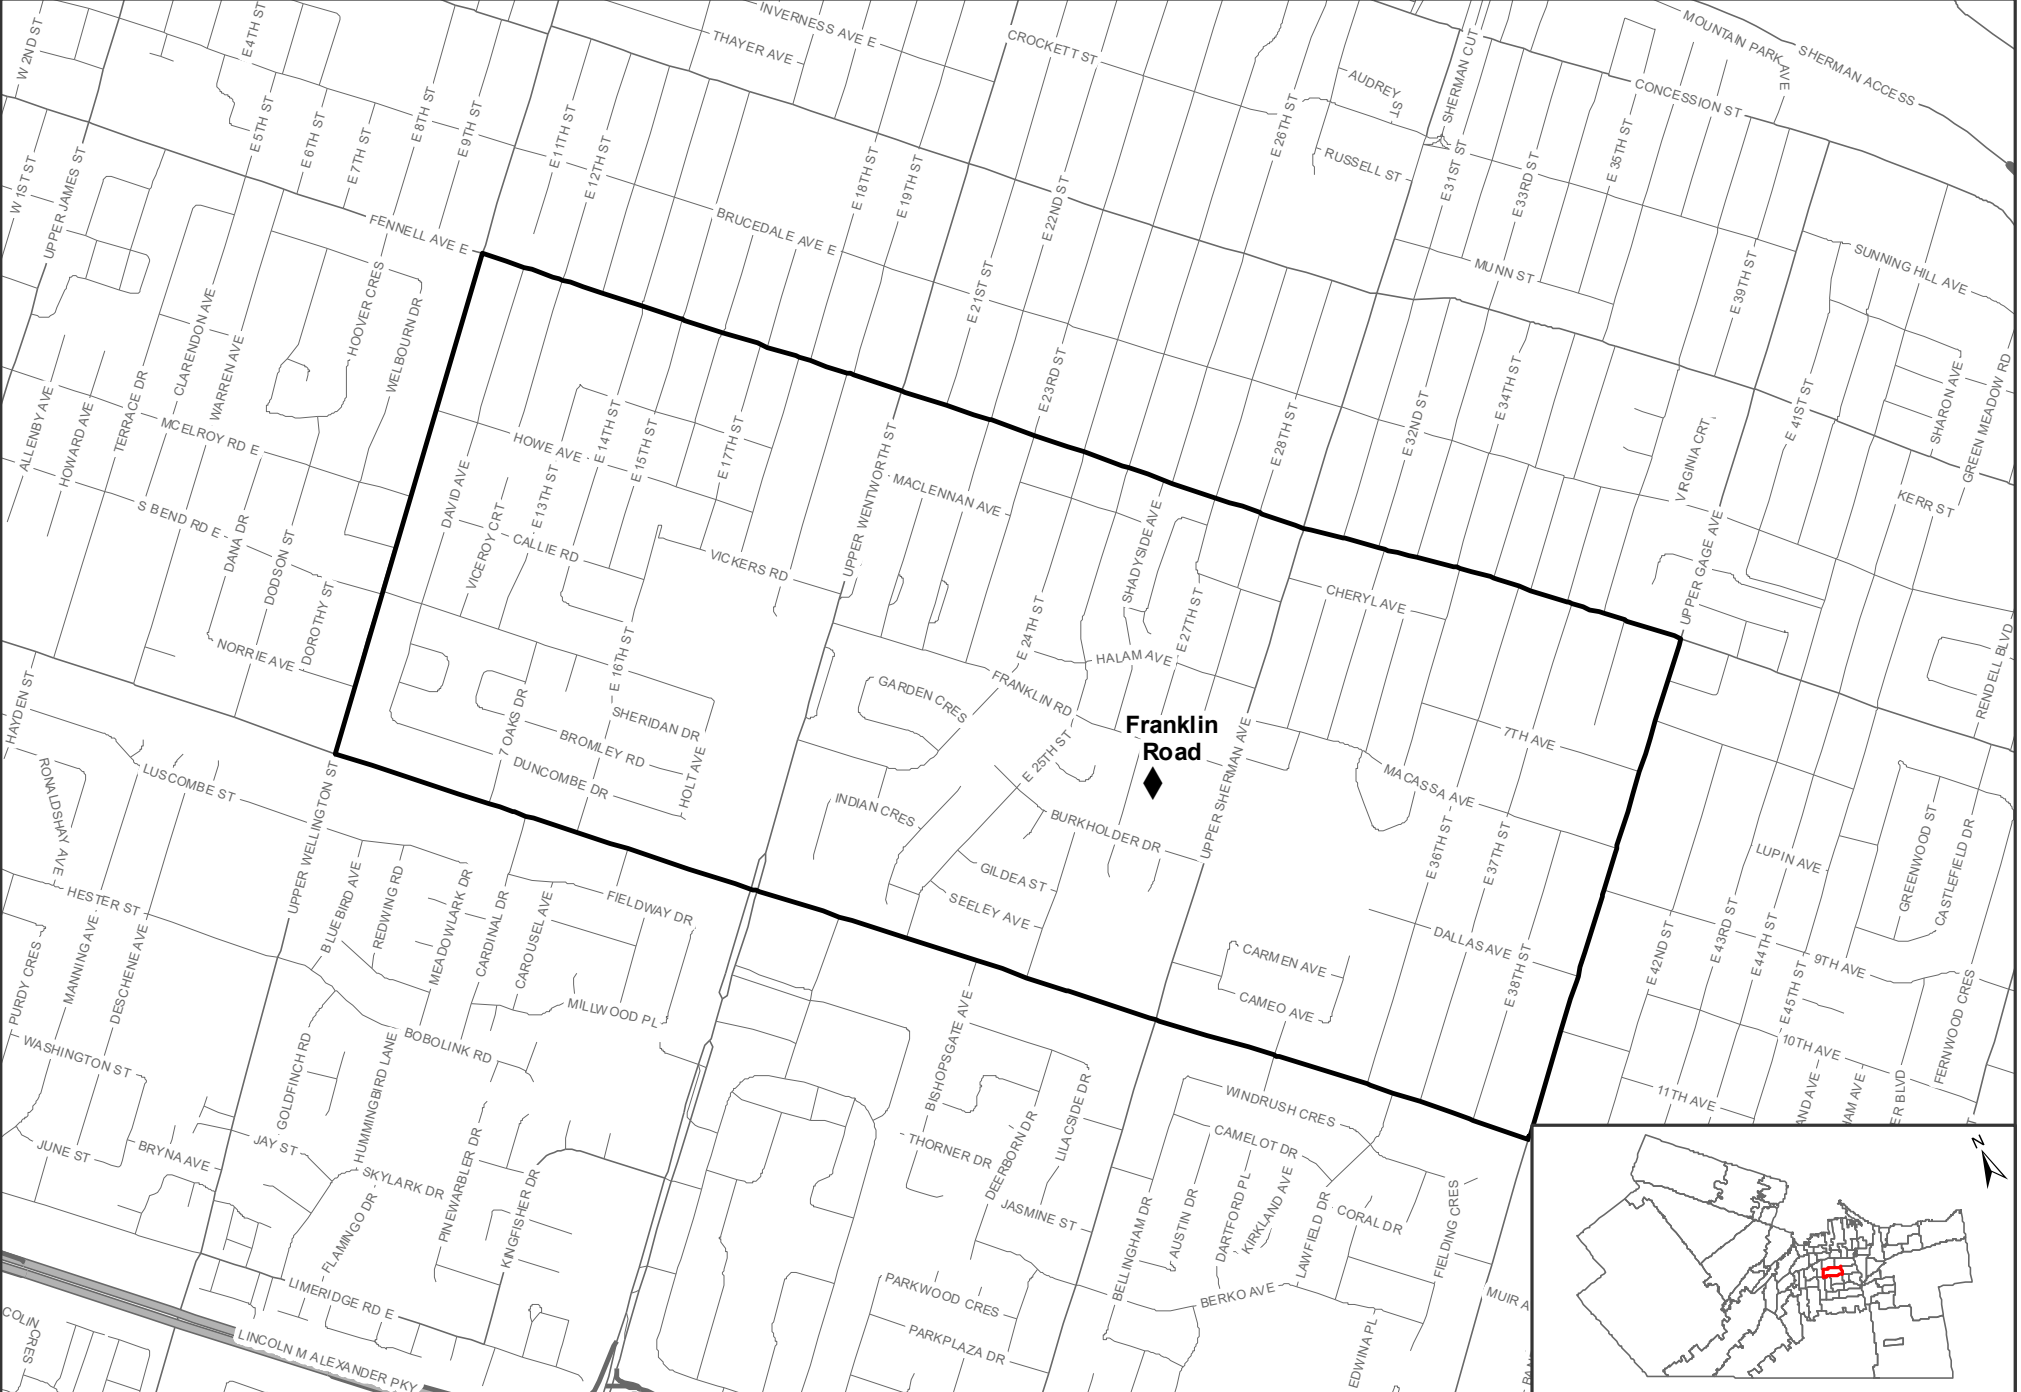 W 2ND ST
E 4TH ST
THAYER AVE
INVERNESS AVE E
CROCKETT ST
AUDREY ST
SHERMAN CUT
MOUNTAIN PARK AVE
SHERMAN ACCESS
CONCESSION ST
W 1ST ST
UPPER JAMES ST
E 5TH ST
E 6TH ST
E 7TH ST
E 8TH ST
E 9TH ST
E 11TH ST
E 12TH ST
E 18TH ST
E 19TH ST
E 22ND ST
E 26TH ST
RUSSELL ST
E 31ST ST
E 33RD ST
E 35TH ST
FENNELL AVE E
BRUCEDALE AVE E
E 21ST ST
MUNN ST
E 39TH ST
SUNNING HILL AVE
CLARENDON AVE
WARREN AVE
HOOVER CRES
WELBOURN DR
E 23RD ST
E 28TH ST
E 32ND ST
E 34TH ST
E 41ST ST
SHARON AVE
GREEN MEADOW RD
ALLENBY AVE
HOWARD AVE
TERRACE DR
MCELROY RD E
HOWE AVE
E 14TH ST
E 15TH ST
E 17TH ST
VIRGINIA CRT
KERR ST
S BEND RD E
DAVID AVE
VICEROY CRT
E 13TH ST
CALLIE RD
VICKERS RD
UPPER WENTWORTH ST
MACLENNAN AVE
SHADYSIDE AVE
UPPER GAGE AVE
DANA DR
DODSON ST
DOROTHY ST
NORRIE AVE
E 16TH ST
E 24TH ST
E 27TH ST
HALAM AVE
CHERYL AVE
RENDELL BLVD
HAYDEN ST
7 OAKS DR
SHERIDAN DR
BROMLEY RD
DUNCOMBE DR
HOLT AVE
GARDEN CRES
FRANKLIN RD
E 25TH ST
Franklin
Road
UPPER SHERMAN AVE
7TH AVE
MACASSA AVE
RONALDSHAY AVE
LUSCOMBE ST
UPPER WELLINGTON ST
INDIAN CRES
BURKHOLDER DR
GILDEA ST
SEELEY AVE
E 36TH ST
E 37TH ST
LUPIN AVE
GREENWOOD ST
CASTLEFIELD DR
HESTER ST
BLUEBIRD AVE
REDWING RD
MEADOWLARK DR
CARDINAL DR
CAROUSEL AVE
FIELDWAY DR
CARMEN AVE
CAMEO AVE
DALLAS AVE
E 38TH ST
E 42ND ST
E 43RD ST
E 44TH ST
E 45TH ST
9TH AVE
PURDY CRES
MANNING AVE
DESCHENE AVE
MILLWOOD PL
BISHOPSGATE AVE
10TH AVE
FERNWOOD CRES
WASHINGTON ST
GOLDFINCH RD
HUMMINGBIRD LANE
BOBOLINK RD
LILACSIDE DR
WINDRUSH CRES
11TH AVE
AND AVE
HAM AVE
ER BLVD
T
JUNE ST
BRYNA AVE
JAY ST
SKYLARK DR
PINEWARBLER DR
KINGFISHER DR
THORNER DR
DEERBORN DR
JASMINE ST
CAMELOT DR
N
FLAMINGO DR
BELLINGHAM DR
AUSTIN DR
DARTFORD PL
KIRKLAND AVE
LAWFIELD DR
CORAL DR
FIELDING CRES
LIMERIDGE RD E
PARKWOOD CRES
BERKO AVE
MUIR A
COLIN CRES
LINCOLN M ALEXANDER PKY
PARKPLAZA DR
EDWINA PL